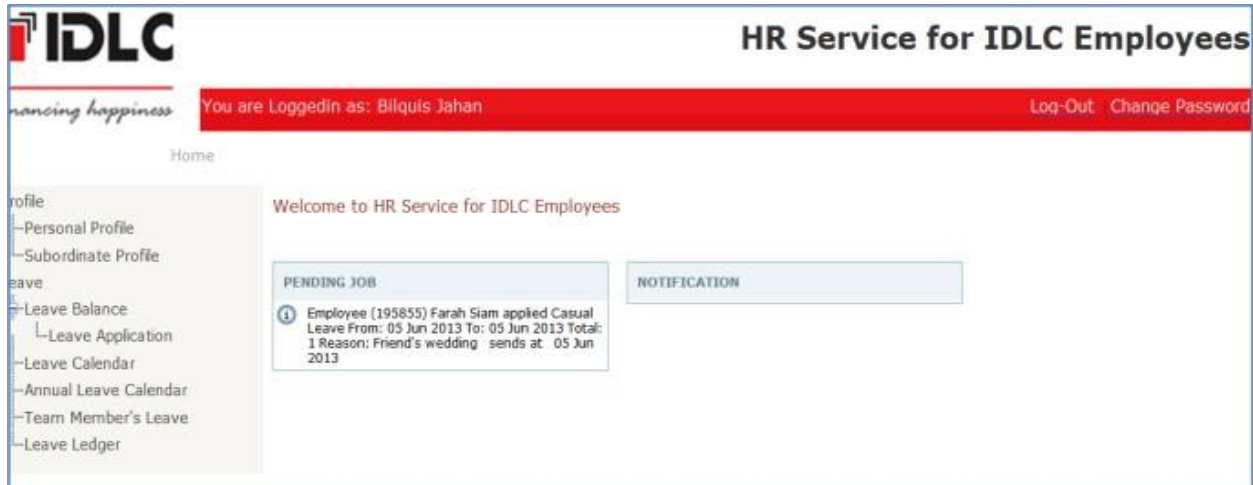 IDLC
HR Service for IDLC Employees
nancing happiness
You are Loggedin as: Bilquis Jahan
Log-Out Change Password
Home
rofile
Personal Profile
Subordinate Profile
eave
Leave Balance
Leave Application
Leave Calendar
Annual Leave Calendar
Team Member's Leave
Leave Ledger
Welcome to HR Service for IDLC Employees
PENDING JOB
Employee (195855) Farah Siam applied Casual
Leave From: 05 Jun 2013 To: 05 Jun 2013 Total:
1 Reason: Friend's wedding sends at 05 Jun
2013
NOTIFICATION